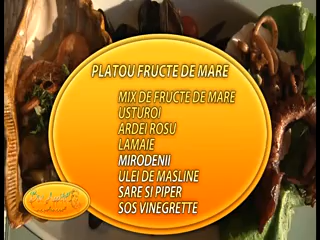 PLATOU FRUCTE DE MARE
MIX DE FRUCTE DE MARE
USTUROI
ARDEI ROSU
LAMAIE
MIRODENII
ULEI DE MASLINE
SARE SI PIPER
SOS VINEGRETTE